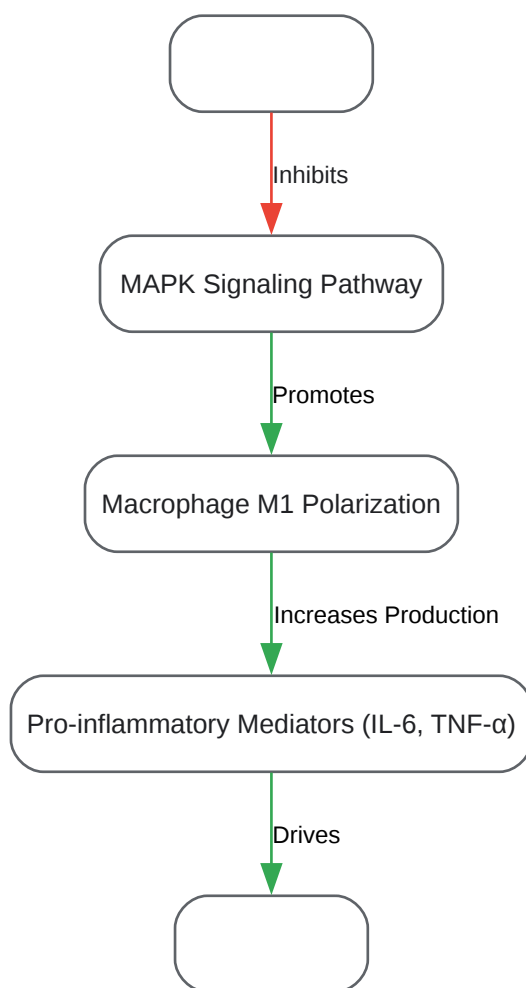 Inhibits
MAPK Signaling Pathway
Promotes
Macrophage M1 Polarization
Increases Production
Pro-inflammatory Mediators (IL-6, TNF-α)
Drives